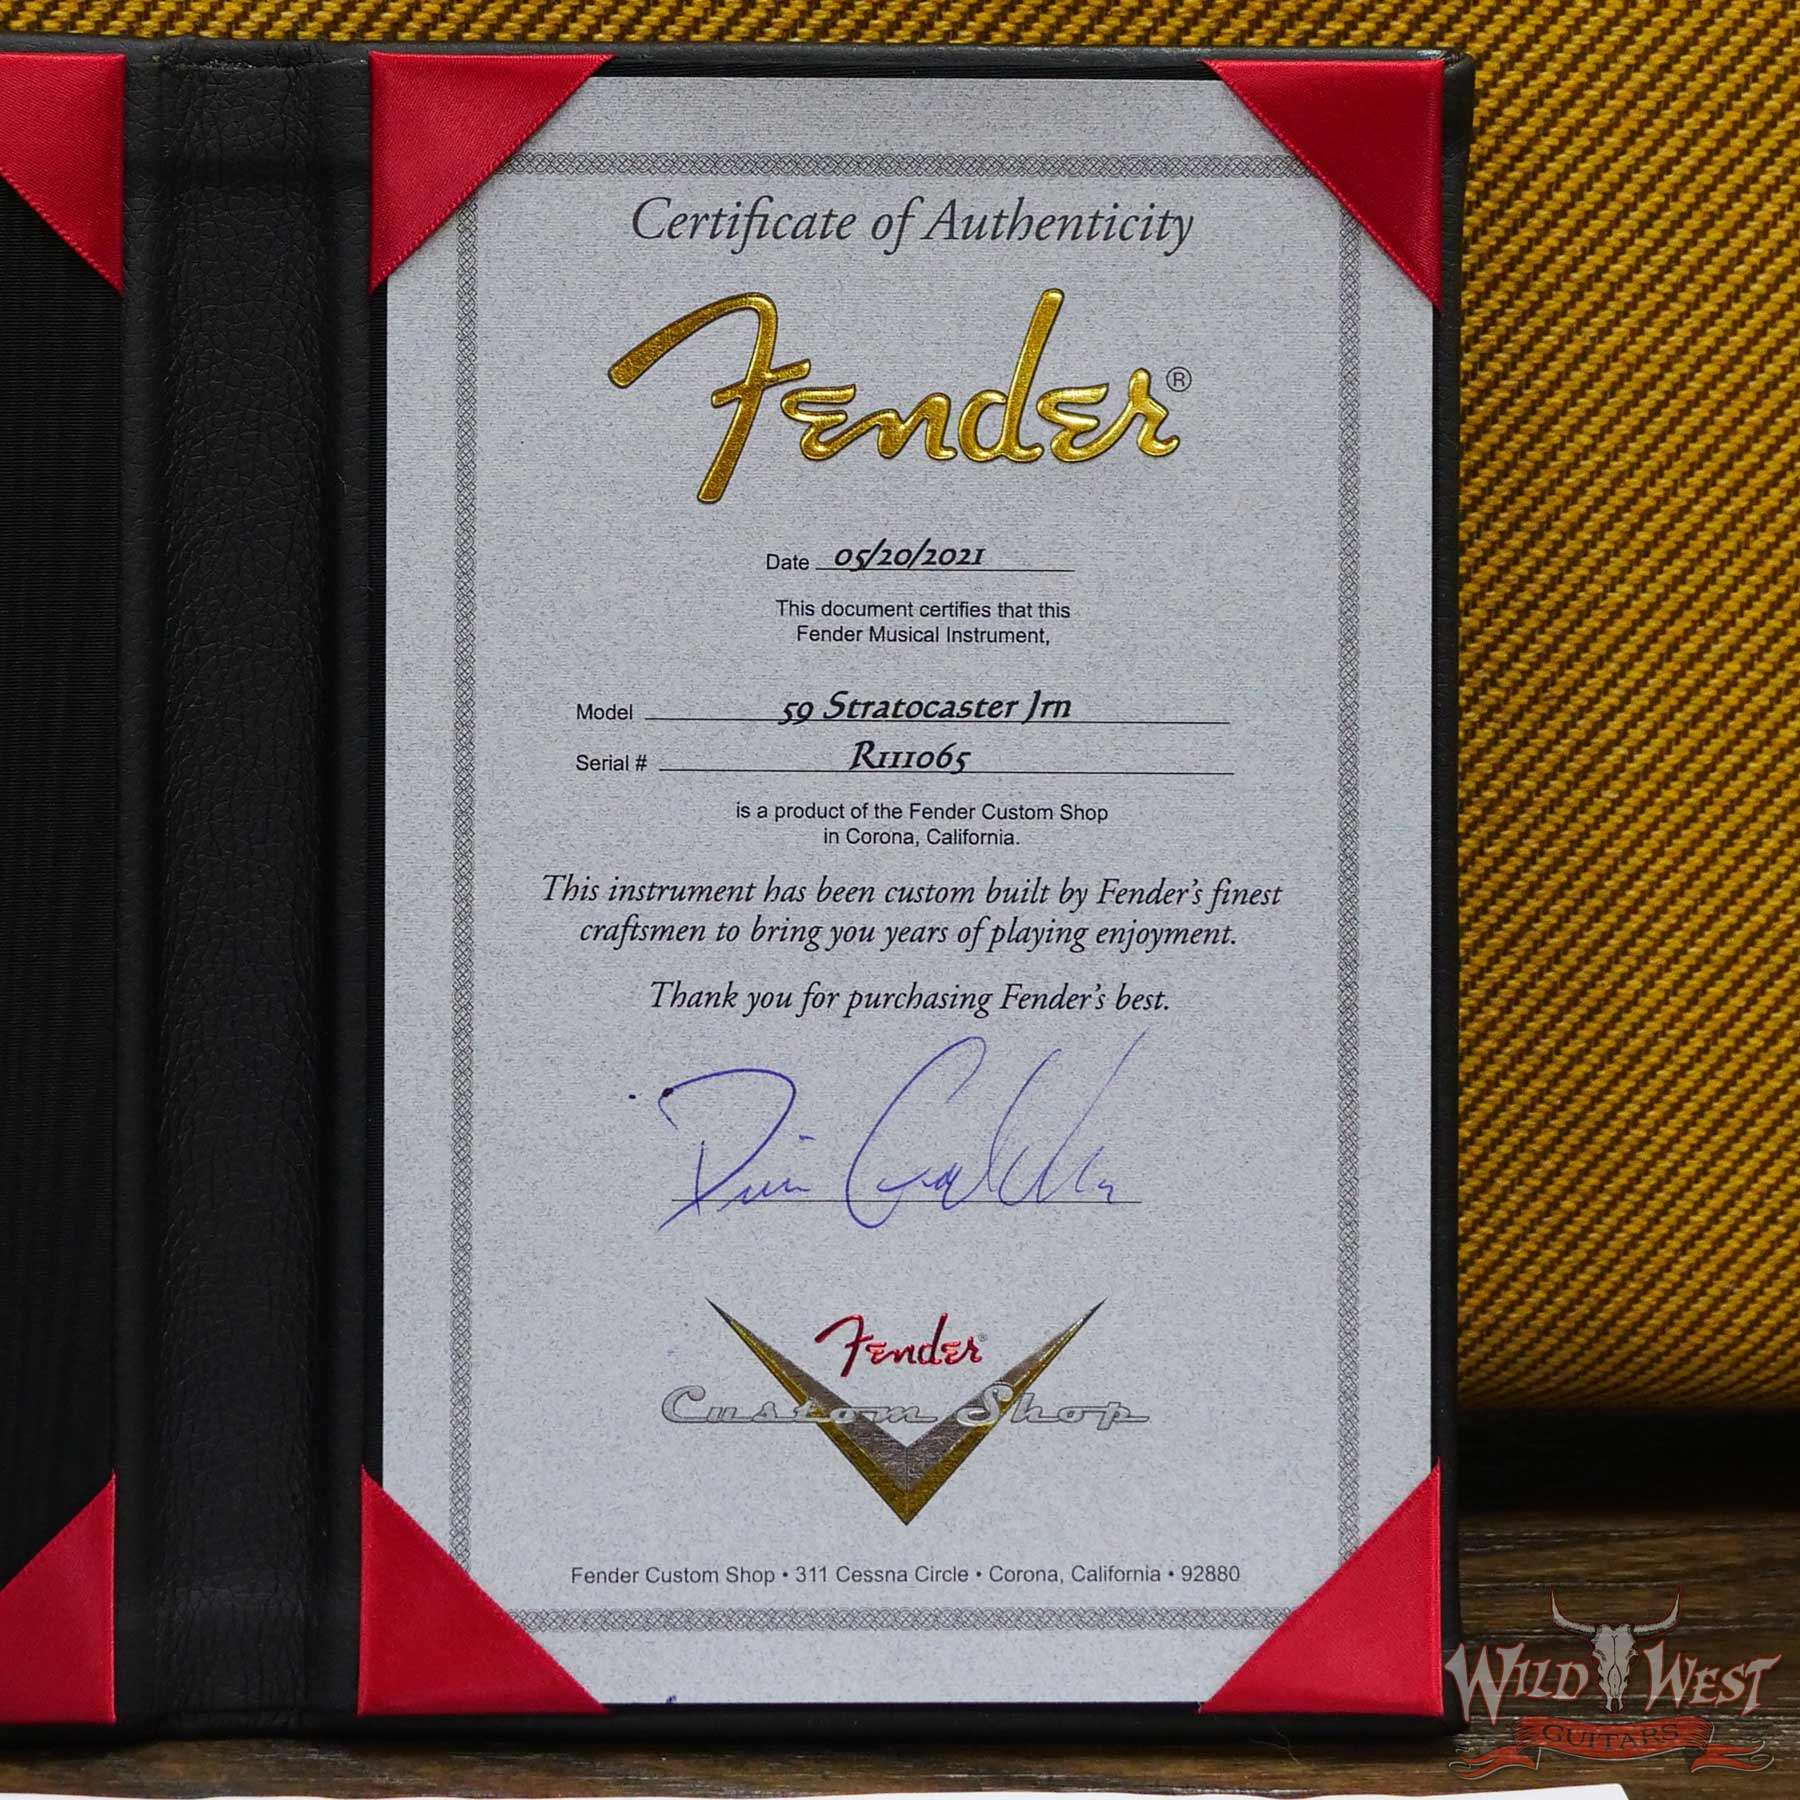 Certificate of Authenticity
Fender®
Date 05/20/2021
This document certifies that this
Fender Musical Instrument,
Model 59 Stratocaster Jrn
Serial # R111065
is a product of the Fender Custom Shop
in Corona, California.
This instrument has been custom built by Fender's finest
craftsmen to bring you years of playing enjoyment.
Thank you for purchasing Fender's best.
Fender®
Custom Shop
Fender Custom Shop • 311 Cessna Circle • Corona, California • 92880
WILD WEST
GUITARS